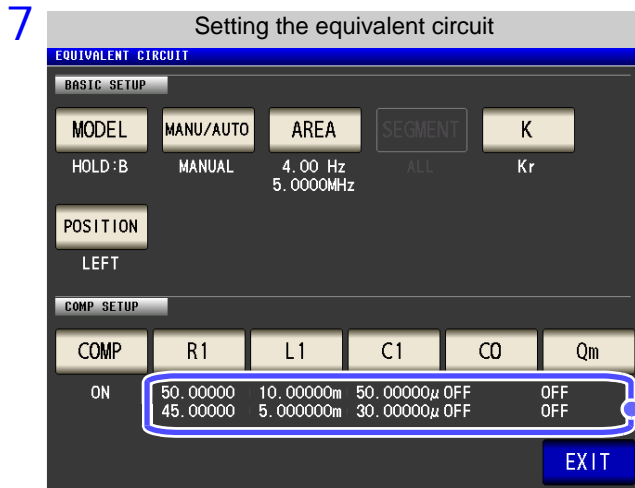 7
Setting the equivalent circuit
EQUIVALENT CIRCUIT
BASIC SETUP
MODEL MANU/AUTO AREA SEGMENT K
HOLD:B MANUAL 4.00 Hz ALL Kr
5.0000MHz
POSITION
LEFT
COMP SETUP
COMP R1 L1 C1 C0 Qm
ON 50.00000 10.00000m 50.00000μ OFF OFF
45.00000 5.000000m 30.00000μ OFF OFF
EXIT